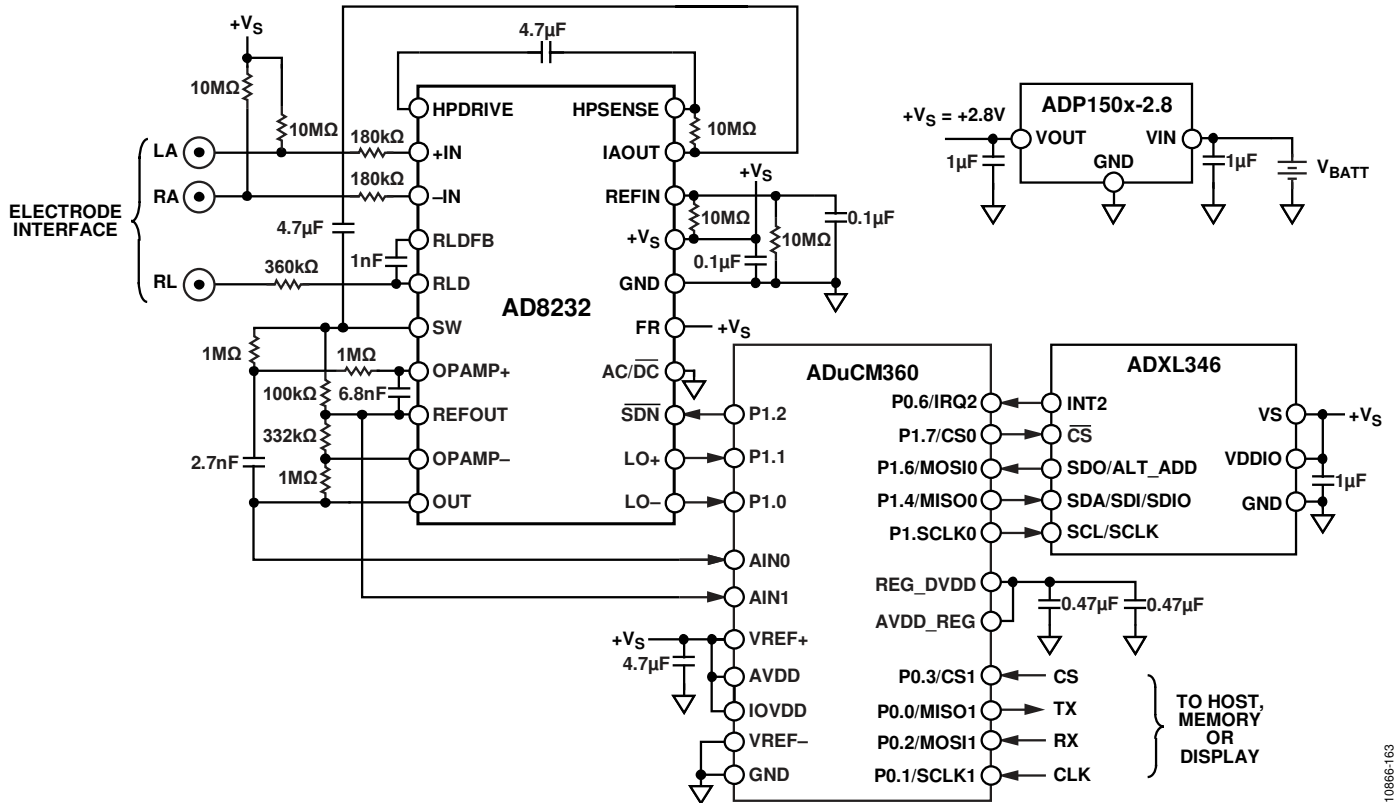 +VS
4.7µF
10MΩ
HPDRIVE
HPSENSE
10MΩ
10MΩ
LA
180kΩ
+IN
IAOUT
RA
180kΩ
–IN
REFIN
+VS
ELECTRODE
INTERFACE
4.7µF
10MΩ
0.1µF
RLDFB
+VS
10MΩ
1nF
0.1µF
RL
360kΩ
RLD
GND
AD8232
SW
FR
+VS
1MΩ
1MΩ
OPAMP+
AC/DC
100kΩ
6.8nF
REFOUT
SDN
332kΩ
2.7nF
OPAMP–
LO+
1MΩ
OUT
LO–
ADP150x-2.8
+VS = +2.8V
VOUT
VIN
1µF
GND
1µF
VBATT
ADuCM360
P1.2
P1.1
P1.0
AIN0
AIN1
+VS
VREF+
4.7µF
AVDD
IOVDD
VREF–
GND
P0.6/IRQ2
P1.7/CS0
P1.6/MOSI0
P1.4/MISO0
P1.SCLK0
REG_DVDD
0.47µF
0.47µF
AVDD_REG
P0.3/CS1
CS
P0.0/MISO1
TX
P0.2/MOSI1
RX
P0.1/SCLK1
CLK
TO HOST,
MEMORY
OR
DISPLAY
ADXL346
INT2
CS
SDO/ALT_ADD
SDA/SDI/SDIO
SCL/SCLK
VS
+VS
VDDIO
1µF
GND
10866-163